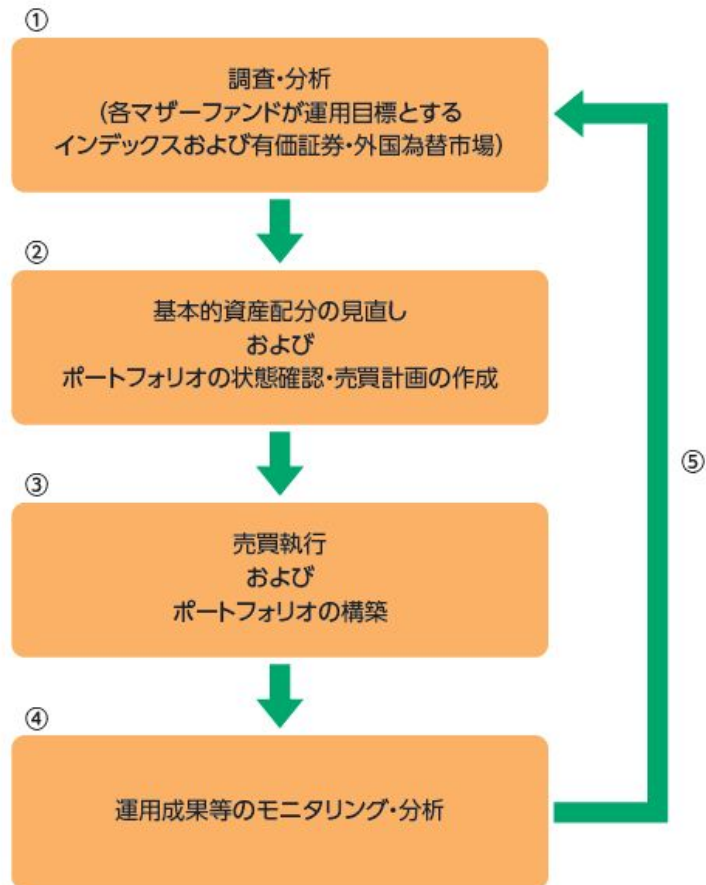 ①
調査・分析
(各マザーファンドが運用目標とする
インデックスおよび有価証券・外国為替市場)
②
基本的資産配分の見直し
および
ポートフォリオの状態確認・売買計画の作成
⑤
③
売買執行
および
ポートフォリオの構築
④
運用成果等のモニタリング・分析